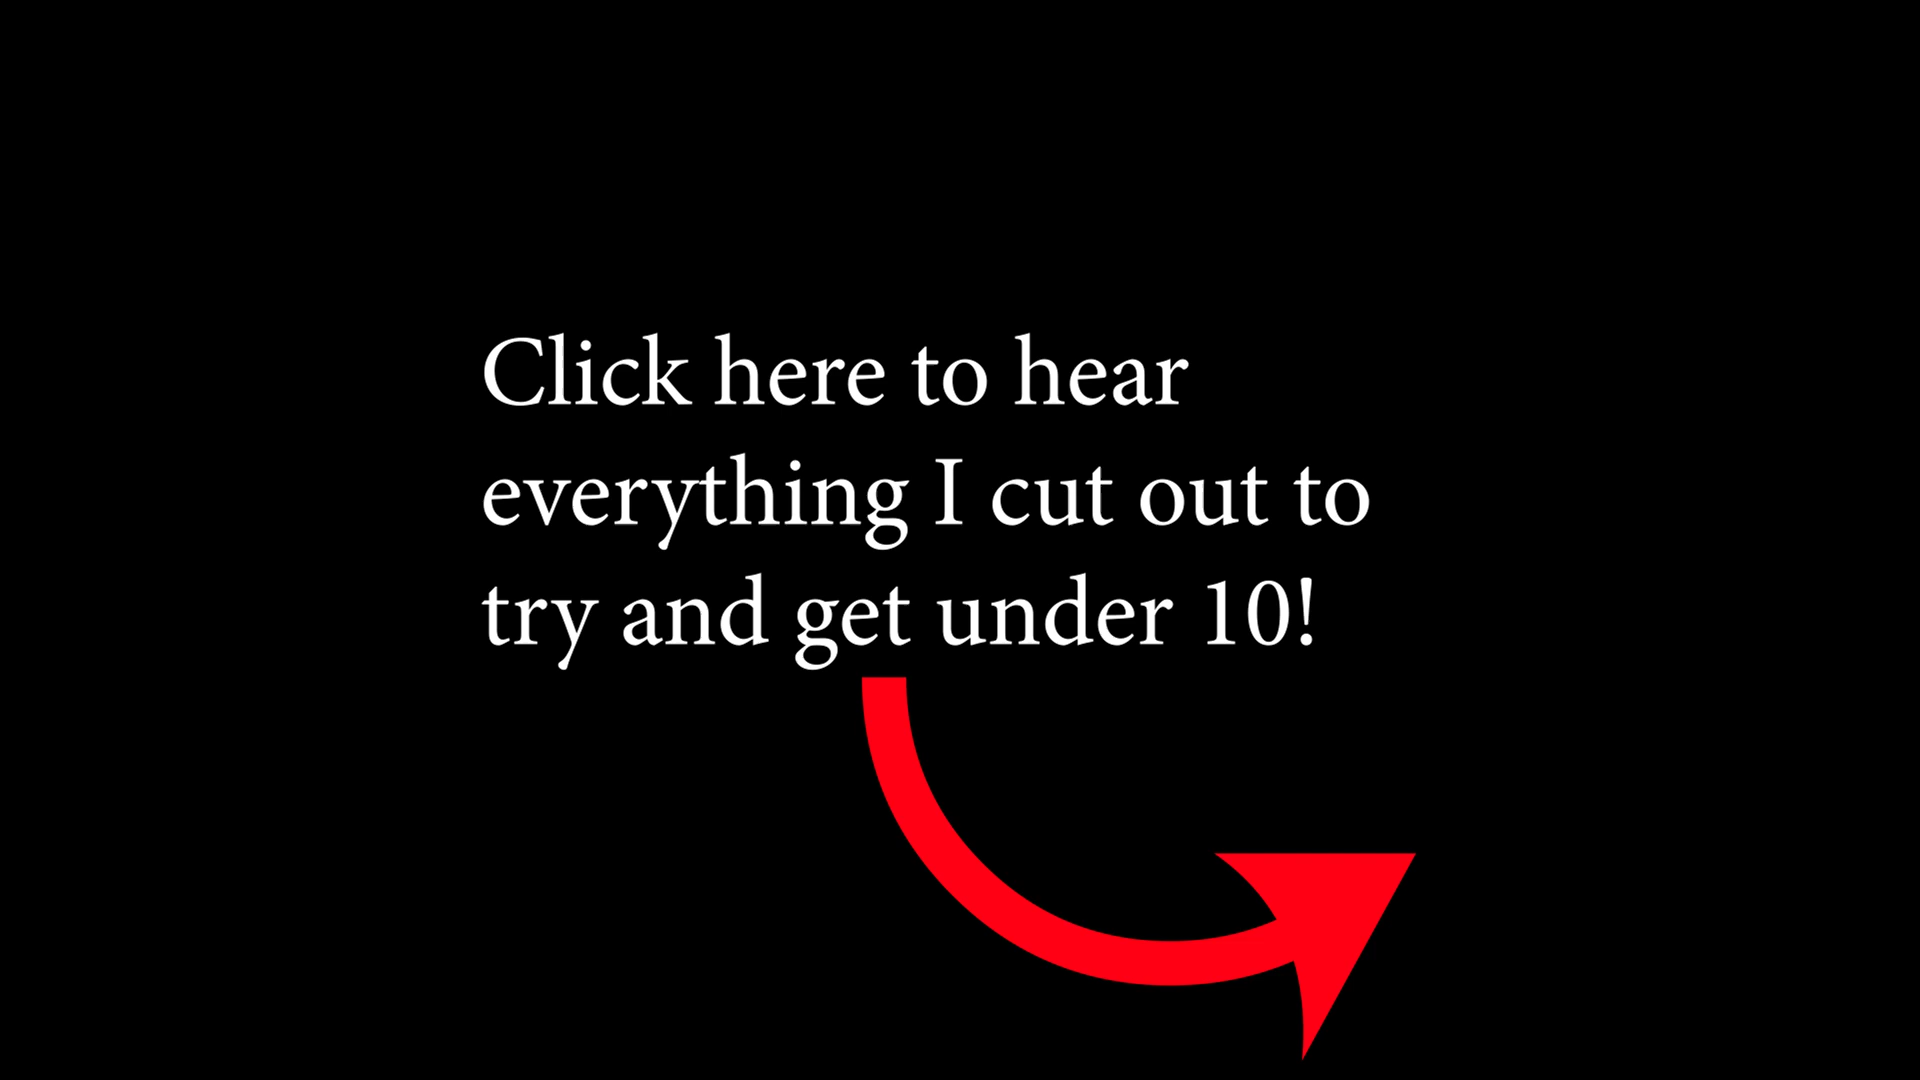 Click here to hear
everything I cut out to
try and get under 10!